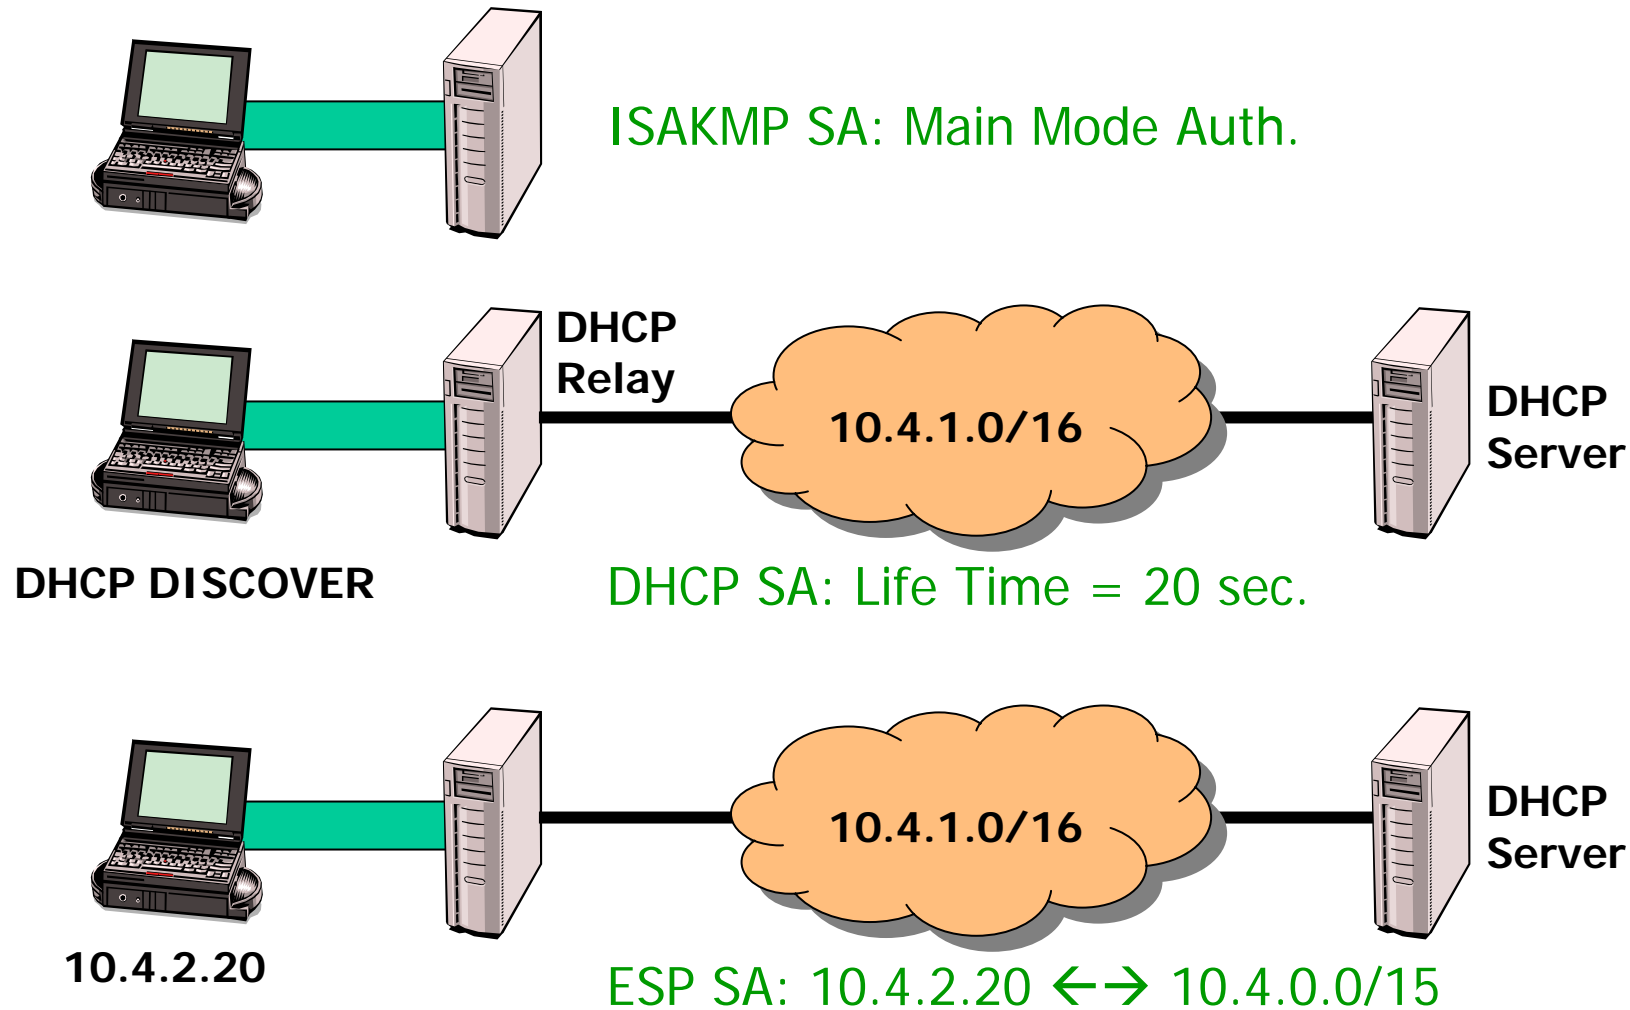 ISAKMP SA: Main Mode Auth.
DHCP
Relay
10.4.1.0/16
DHCP
Server
DHCP DISCOVER
DHCP SA: Life Time = 20 sec.
10.4.1.0/16
DHCP
Server
10.4.2.20
ESP SA: 10.4.2.20 ←→ 10.4.0.0/15